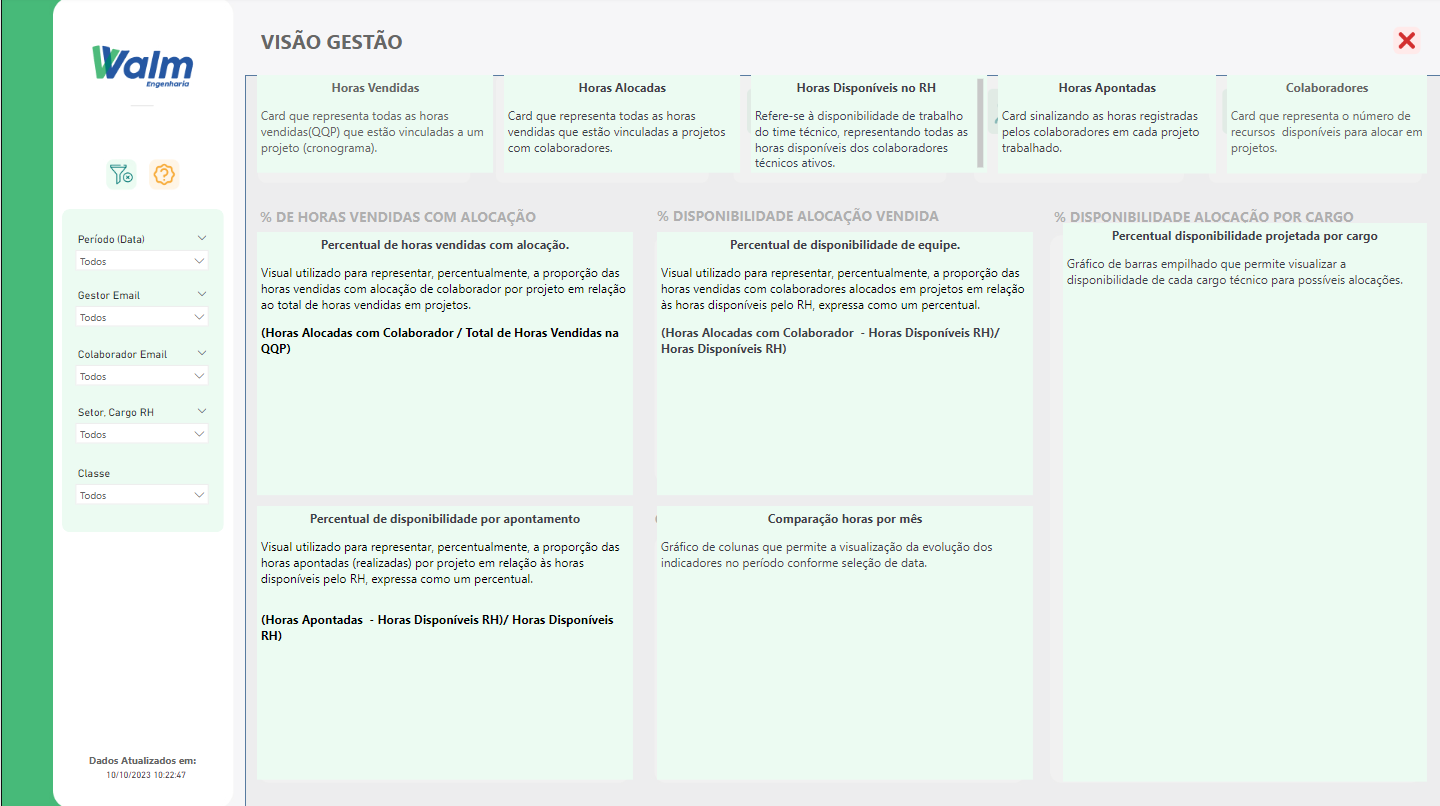 Walm
Engenharia
Período (Data)
Todos
Gestor Email
Todos
Colaborador Email
Todos
Setor, Cargo RH
Todos
Classe
Todos
Dados Atualizados em:
10/10/2023 10:22:47
VISÃO GESTÃO
Horas Vendidas
Card que representa todas as horas
vendidas(QQP) que estão vinculadas a um
projeto (cronograma).
Horas Alocadas
Card que representa todas as horas
vendidas que estão vinculadas a projetos
com colaboradores.
Horas Disponíveis no RH
Refere-se à disponibilidade de trabalho
do time técnico, representando todas as
horas disponíveis dos colaboradores
técnicos ativos.
Horas Apontadas
Card sinalizando as horas registradas
pelos colaboradores em cada projeto
trabalhado.
Colaboradores
Card que representa o número de
recursos  disponíveis para alocar em
projetos.
% DE HORAS VENDIDAS COM ALOCAÇÃO
Percentual de horas vendidas com alocação.
Visual utilizado para representar, percentualmente, a proporção das
horas vendidas com alocação de colaborador por projeto em relação
ao total de horas vendidas em projetos.
(Horas Alocadas com Colaborador / Total de Horas Vendidas na
QQP)
% DISPONIBILIDADE ALOCAÇÃO VENDIDA
Percentual de disponibilidade de equipe.
Visual utilizado para representar, percentualmente, a proporção das
horas vendidas com colaboradores alocados em projetos em relação
às horas disponíveis pelo RH, expressa como um percentual.
(Horas Alocadas com Colaborador  - Horas Disponíveis RH)/
Horas Disponíveis RH)
% DISPONIBILIDADE ALOCAÇÃO POR CARGO
Percentual disponibilidade projetada por cargo
Gráfico de barras empilhado que permite visualizar a
disponibilidade de cada cargo técnico para possíveis alocações.
Percentual de disponibilidade por apontamento
Visual utilizado para representar, percentualmente, a proporção das
horas apontadas (realizadas) por projeto em relação às horas
disponíveis pelo RH, expressa como um percentual.
(Horas Apontadas  - Horas Disponíveis RH)/ Horas Disponíveis
RH)
Comparação horas por mês
Gráfico de colunas que permite a visualização da evolução dos
indicadores no período conforme seleção de data.